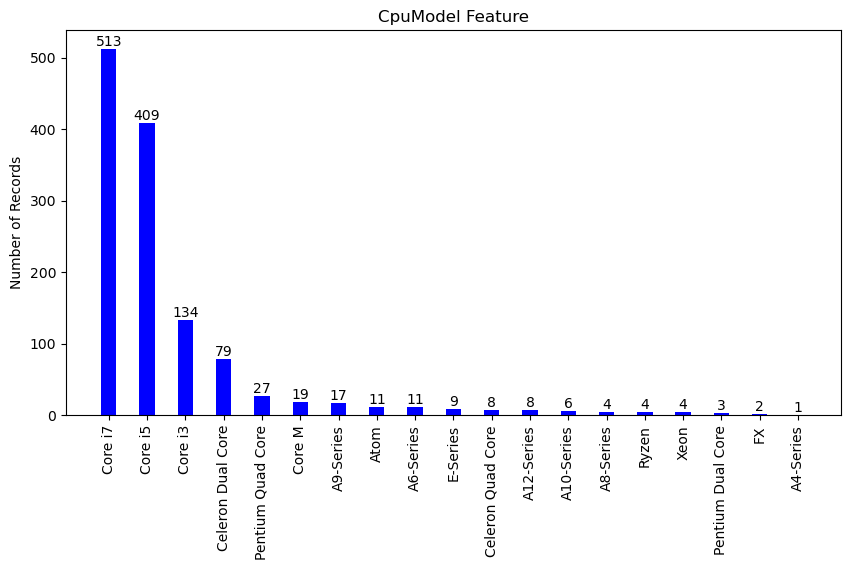 CpuModel Feature
Number of Records
500
400
300
200
100
0
513
409
134
79
27
19
17
11
11
9
8
8
6
4
4
4
3
2
1
Core i7
Core i5
Core i3
Celeron Dual Core
Pentium Quad Core
Core M
A9-Series
Atom
A6-Series
E-Series
Celeron Quad Core
A12-Series
A10-Series
A8-Series
Ryzen
Xeon
Pentium Dual Core
FX
A4-Series